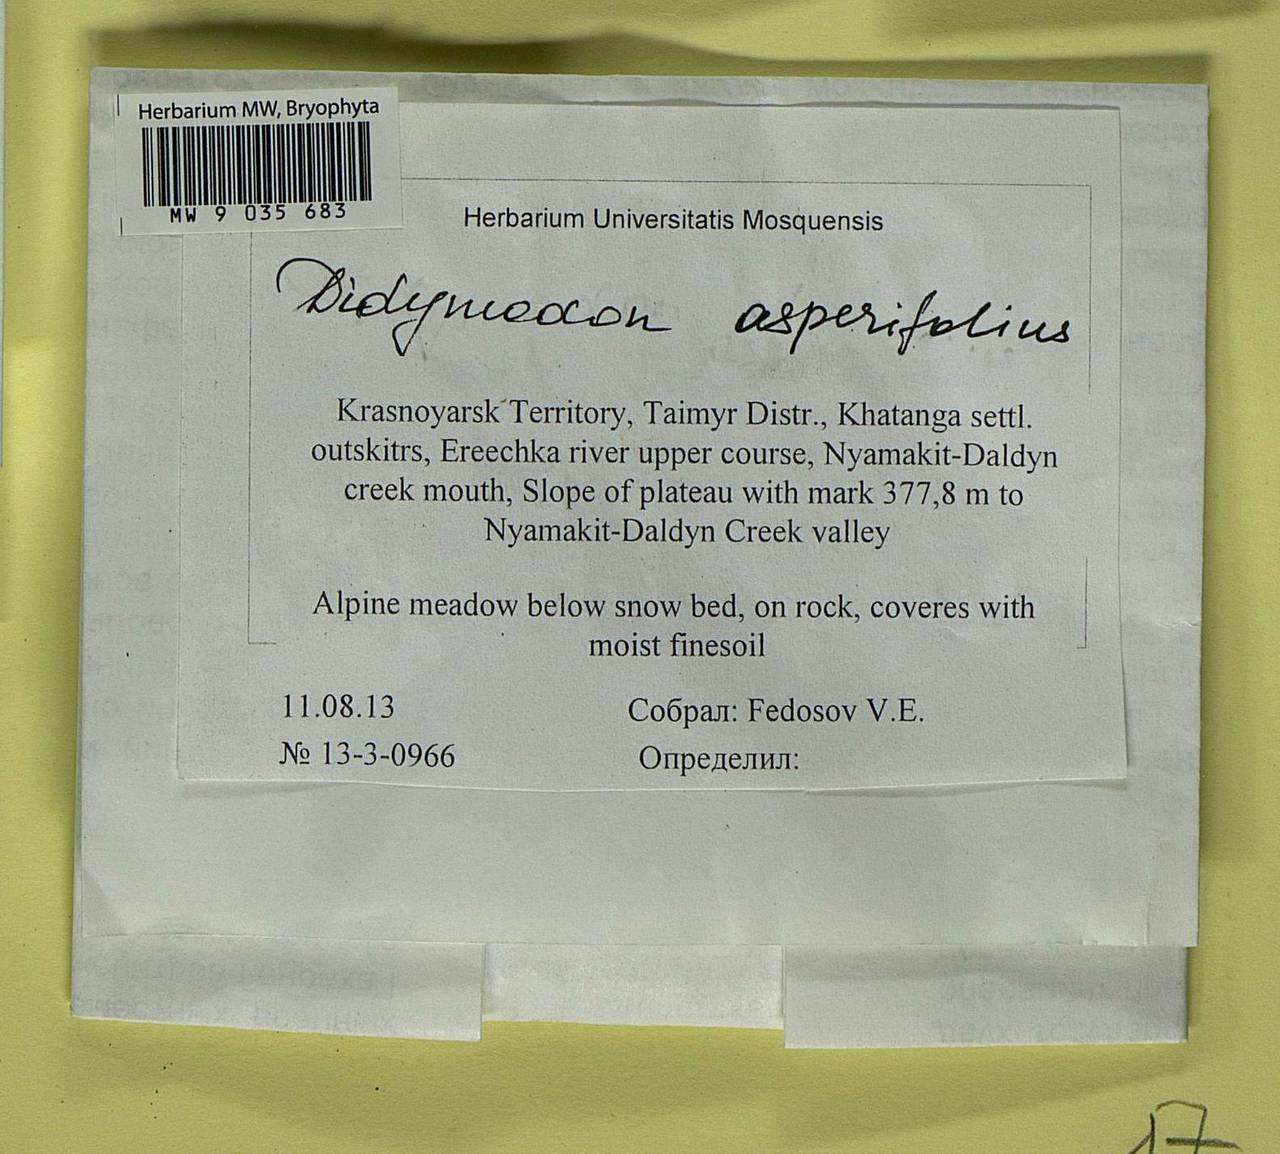 Herbarium MW, Bryophyta
MW 9 035 683
Herbarium Universitatis Mosquensis
Didymodon asperifolius
Krasnoyarsk Territory, Taimyr Distr., Khatanga settl.
outskitrs, Ereechka river upper course, Nyamakit-Daldyn
creek mouth, Slope of plateau with mark 377,8 m to
Nyamakit-Daldyn Creek valley
Alpine meadow below snow bed, on rock, coveres with
moist finesoil
11.08.13
Собрал: Fedosov V.E.
№ 13-3-0966
Определил:
17